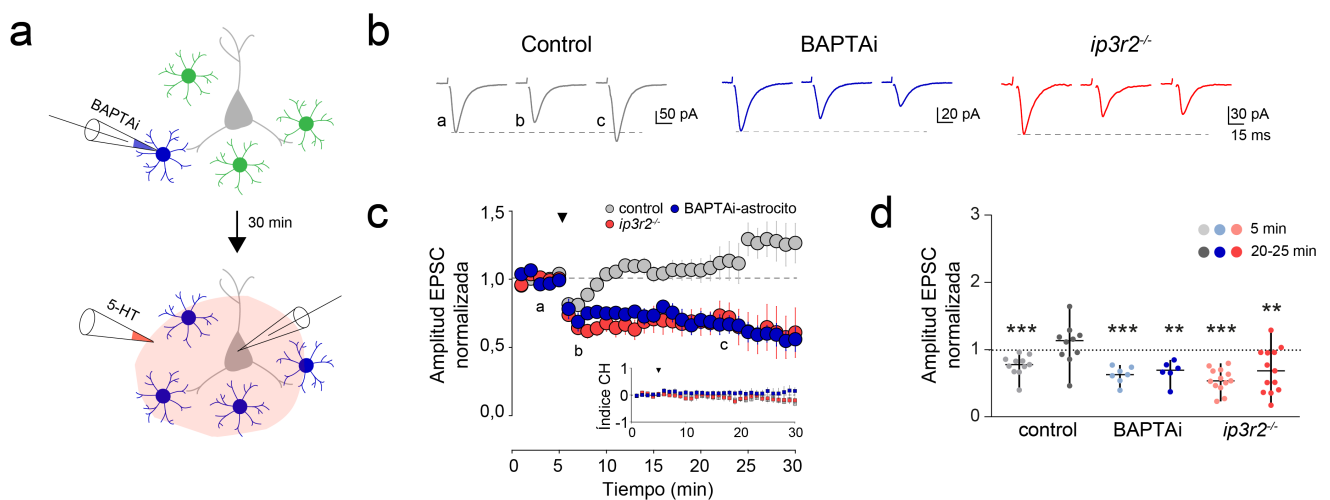 a
BAPTAi
30 min
5-HT
b
Control
BAPTAi
ip3r2-/-
a
b
c
50 pA
20 pA
30 pA
15 ms
c
control
BAPTAi-astrocito
ip3r2-/-
Amplitud EPSC
normalizada
1,5
1,0
0,5
0,0
a
b
c
Índice CH
1
0
-1
0
10
20
30
0
5
10
15
20
25
30
Tiempo (min)
d
Amplitud EPSC
normalizada
3
2
1
0
5 min
20-25 min
***
***
**
***
**
control
BAPTAi
ip3r2-/-